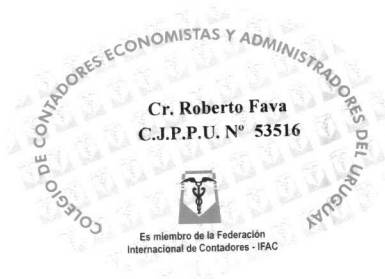 COLEGIO DE CONTADORES ECONOMISTAS Y ADMINISTRADORES DEL URUGUAY
Cr. Roberto Fava
C.J.P.P.U. Nº 53516
Es miembro de la Federación
Internacional de Contadores - IFAC